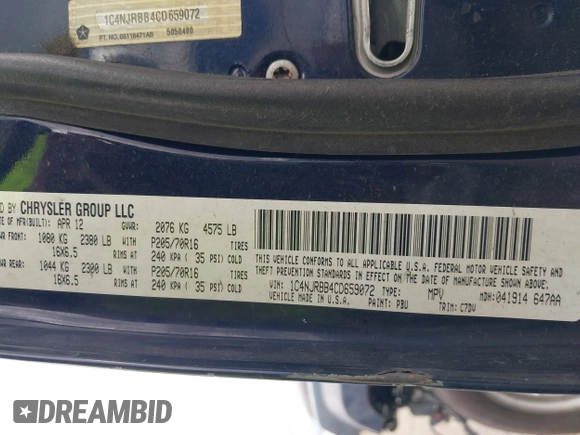 1C4NJRBB4CD659072
PT. NO. 05116471AB 5050480
D BY CHRYSLER GROUP LLC
TE OF MFR(BUILT): APR 12 GVWR: 2076 KG 4575 LB
WR FRONT: 1080 KG 2380 LB WITH P205/70R16 TIRES
16X6.5 RIMS AT 240 KPA ( 35 PSI) COLD
WR REAR: 1044 KG 2300 LB WITH P205/70R16 TIRES
16X6.5 RIMS AT 240 KPA ( 35 PSI) COLD
THIS VEHICLE CONFORMS TO ALL APPLICABLE U.S.A. FEDERAL MOTOR VEHICLE SAFETY AND
THEFT PREVENTION STANDARDS IN EFFECT ON THE DATE OF MANUFACTURE SHOWN ABOVE.
VIN: 1C4NJRBB4CD659072 TYPE: MPV MDH: 041914 647AA
VEHICLE MADE IN U.S.A. PAINT: PBU TRIM: C7DV
DREAMBID